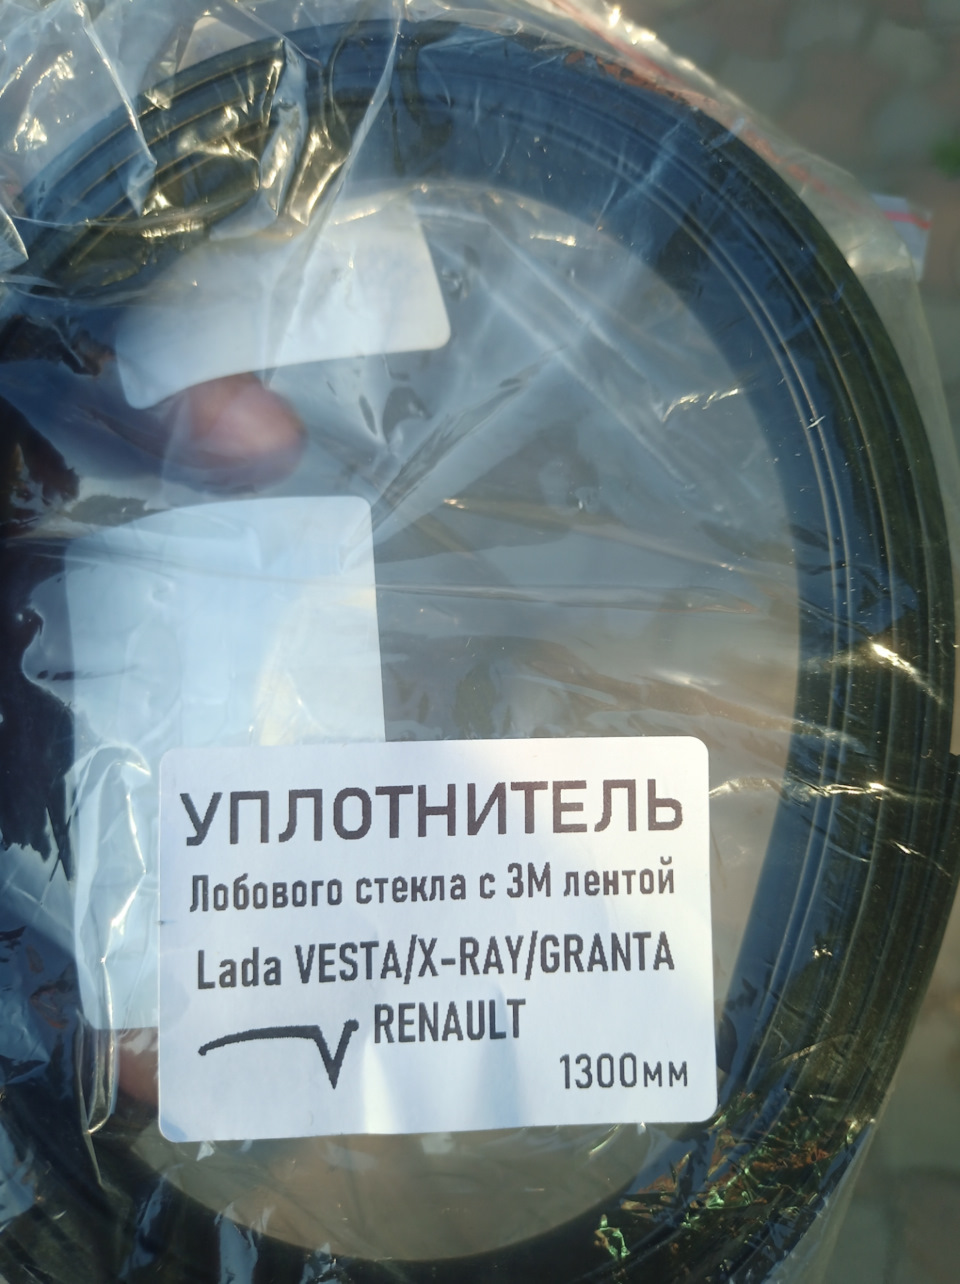 УПЛОТНИТЕЛЬ
Лобового стекла с 3М лентой
Lada VESTA/X-RAY/GRANTA
RENAULT
1300мм